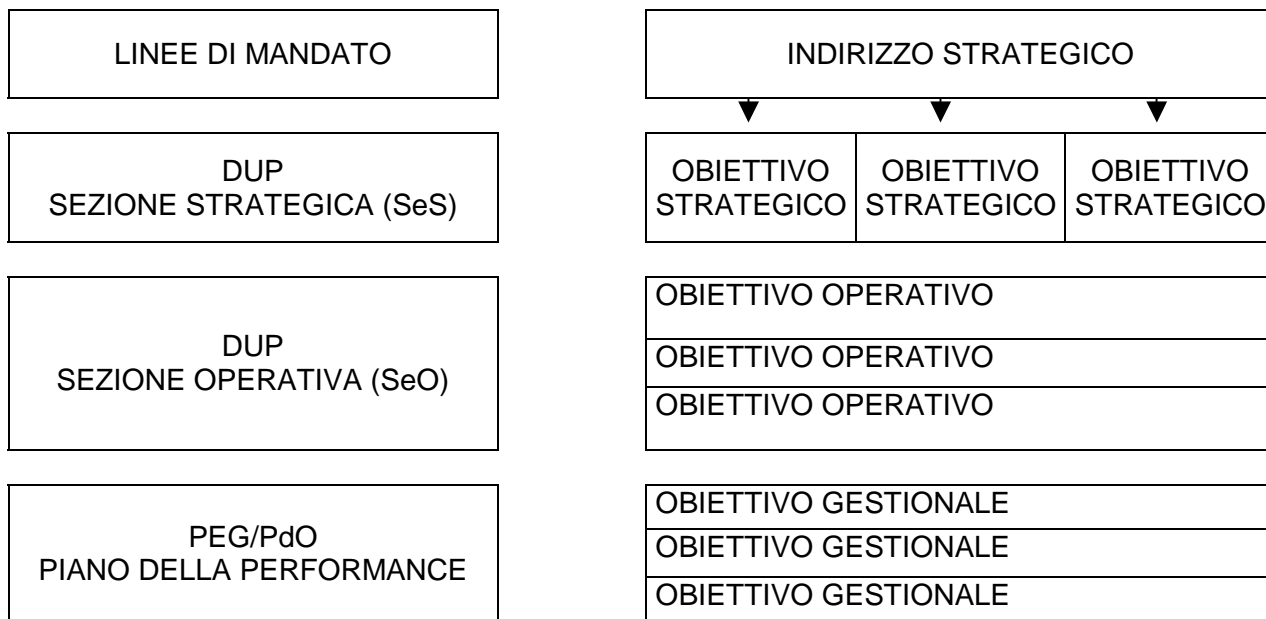 LINEE DI MANDATO
INDIRIZZO STRATEGICO
DUP
SEZIONE STRATEGICA (SeS)
OBIETTIVO
STRATEGICO
OBIETTIVO
STRATEGICO
OBIETTIVO
STRATEGICO
DUP
SEZIONE OPERATIVA (SeO)
OBIETTIVO OPERATIVO
OBIETTIVO OPERATIVO
OBIETTIVO OPERATIVO
PEG/PdO
PIANO DELLA PERFORMANCE
OBIETTIVO GESTIONALE
OBIETTIVO GESTIONALE
OBIETTIVO GESTIONALE